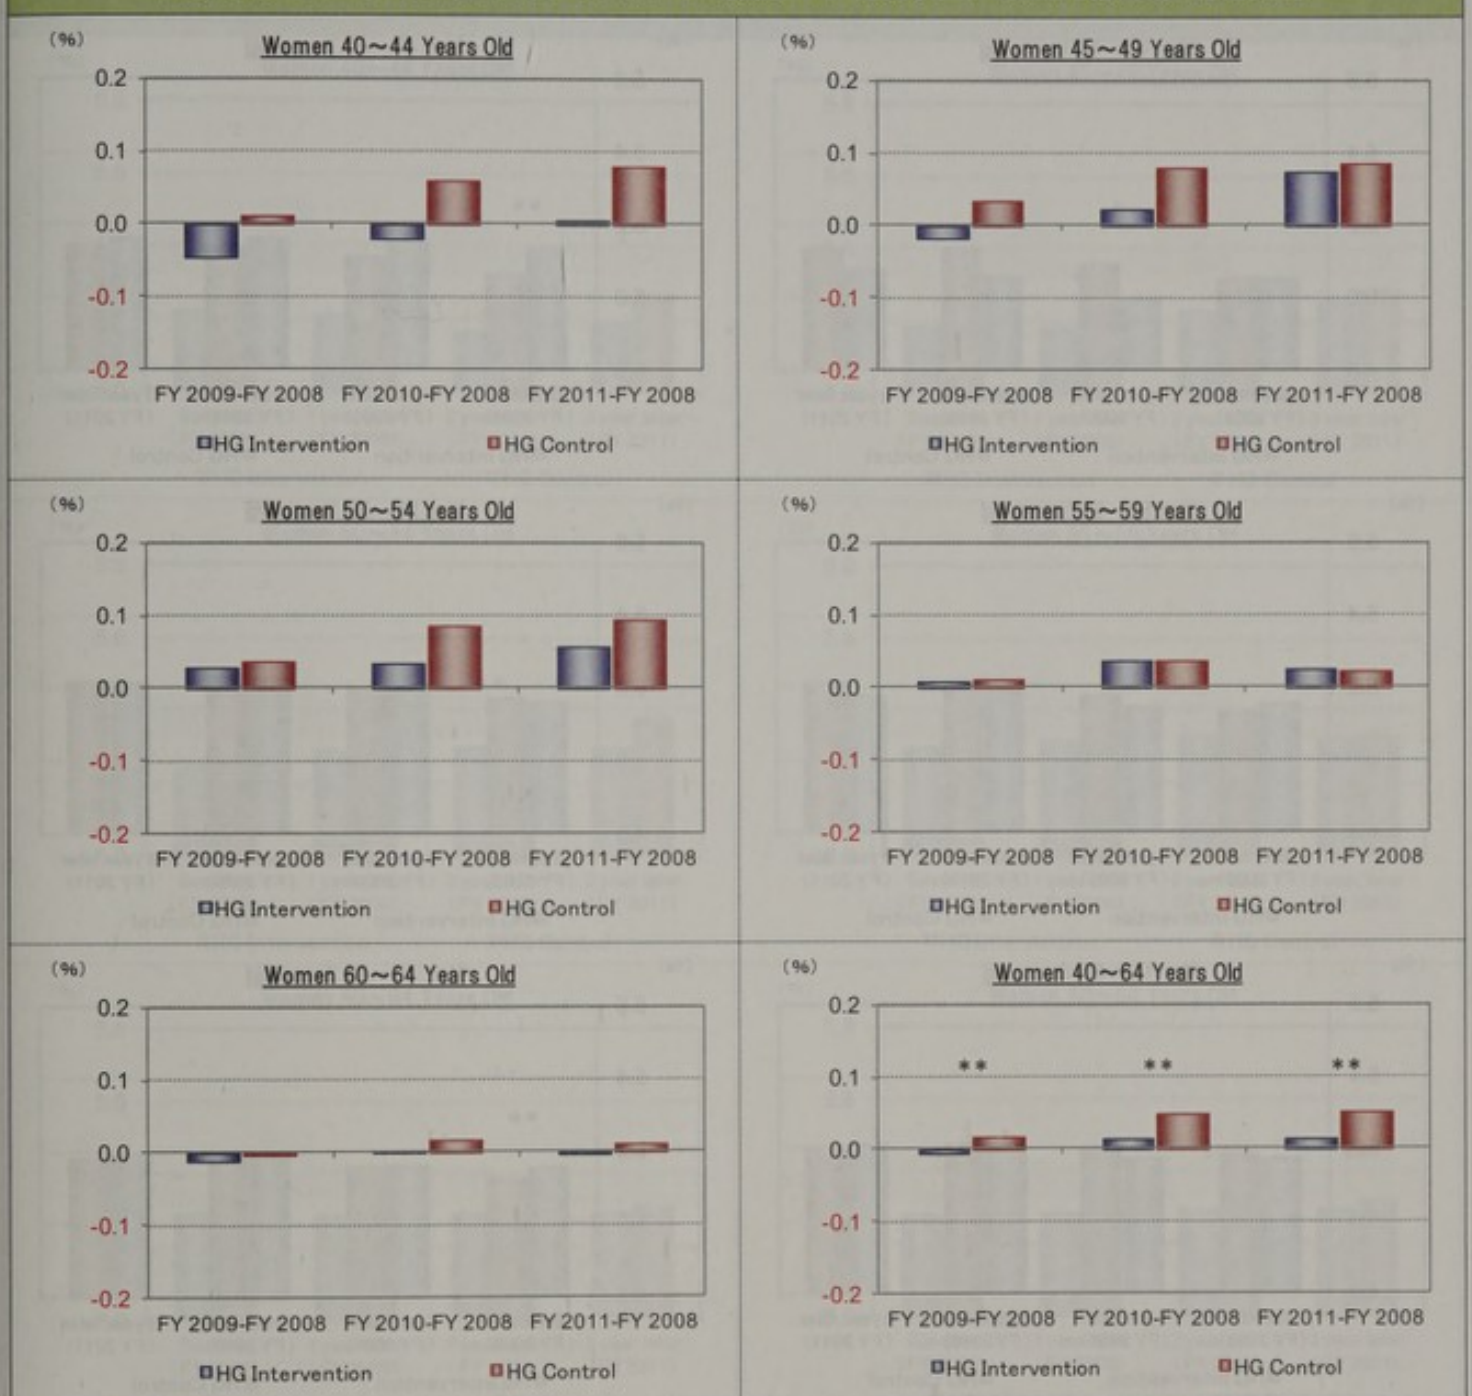 (%)
Women 40～44 Years Old
0.2
0.1
0.0
-0.1
-0.2
FY 2009-FY 2008 FY 2010-FY 2008 FY 2011-FY 2008
HG Intervention HG Control
(%)
Women 45～49 Years Old
0.2
0.1
0.0
-0.1
-0.2
FY 2009-FY 2008 FY 2010-FY 2008 FY 2011-FY 2008
HG Intervention HG Control
(%)
Women 50～54 Years Old
0.2
0.1
0.0
-0.1
-0.2
FY 2009-FY 2008 FY 2010-FY 2008 FY 2011-FY 2008
HG Intervention HG Control
(%)
Women 55～59 Years Old
0.2
0.1
0.0
-0.1
-0.2
FY 2009-FY 2008 FY 2010-FY 2008 FY 2011-FY 2008
HG Intervention HG Control
(%)
Women 60～64 Years Old
0.2
0.1
0.0
-0.1
-0.2
FY 2009-FY 2008 FY 2010-FY 2008 FY 2011-FY 2008
HG Intervention HG Control
(%)
Women 40～64 Years Old
0.2
** ** **
0.1
0.0
-0.1
-0.2
FY 2009-FY 2008 FY 2010-FY 2008 FY 2011-FY 2008
HG Intervention HG Control